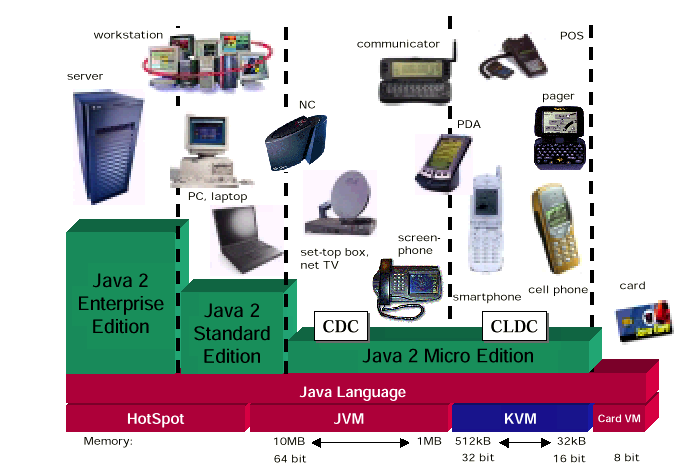 workstation
communicator
POS
server
NC
pager
PDA
PC, laptop
screen-
phone
set-top box,
net TV
smartphone
cell phone
card
Java 2
Enterprise
Edition
Java 2
Standard
Edition
CDC
CLDC
Java 2 Micro Edition
Java Language
HotSpot
JVM
KVM
Card VM
Memory:
10MB
1MB
512kB
32kB
64 bit
32 bit
16 bit
8 bit